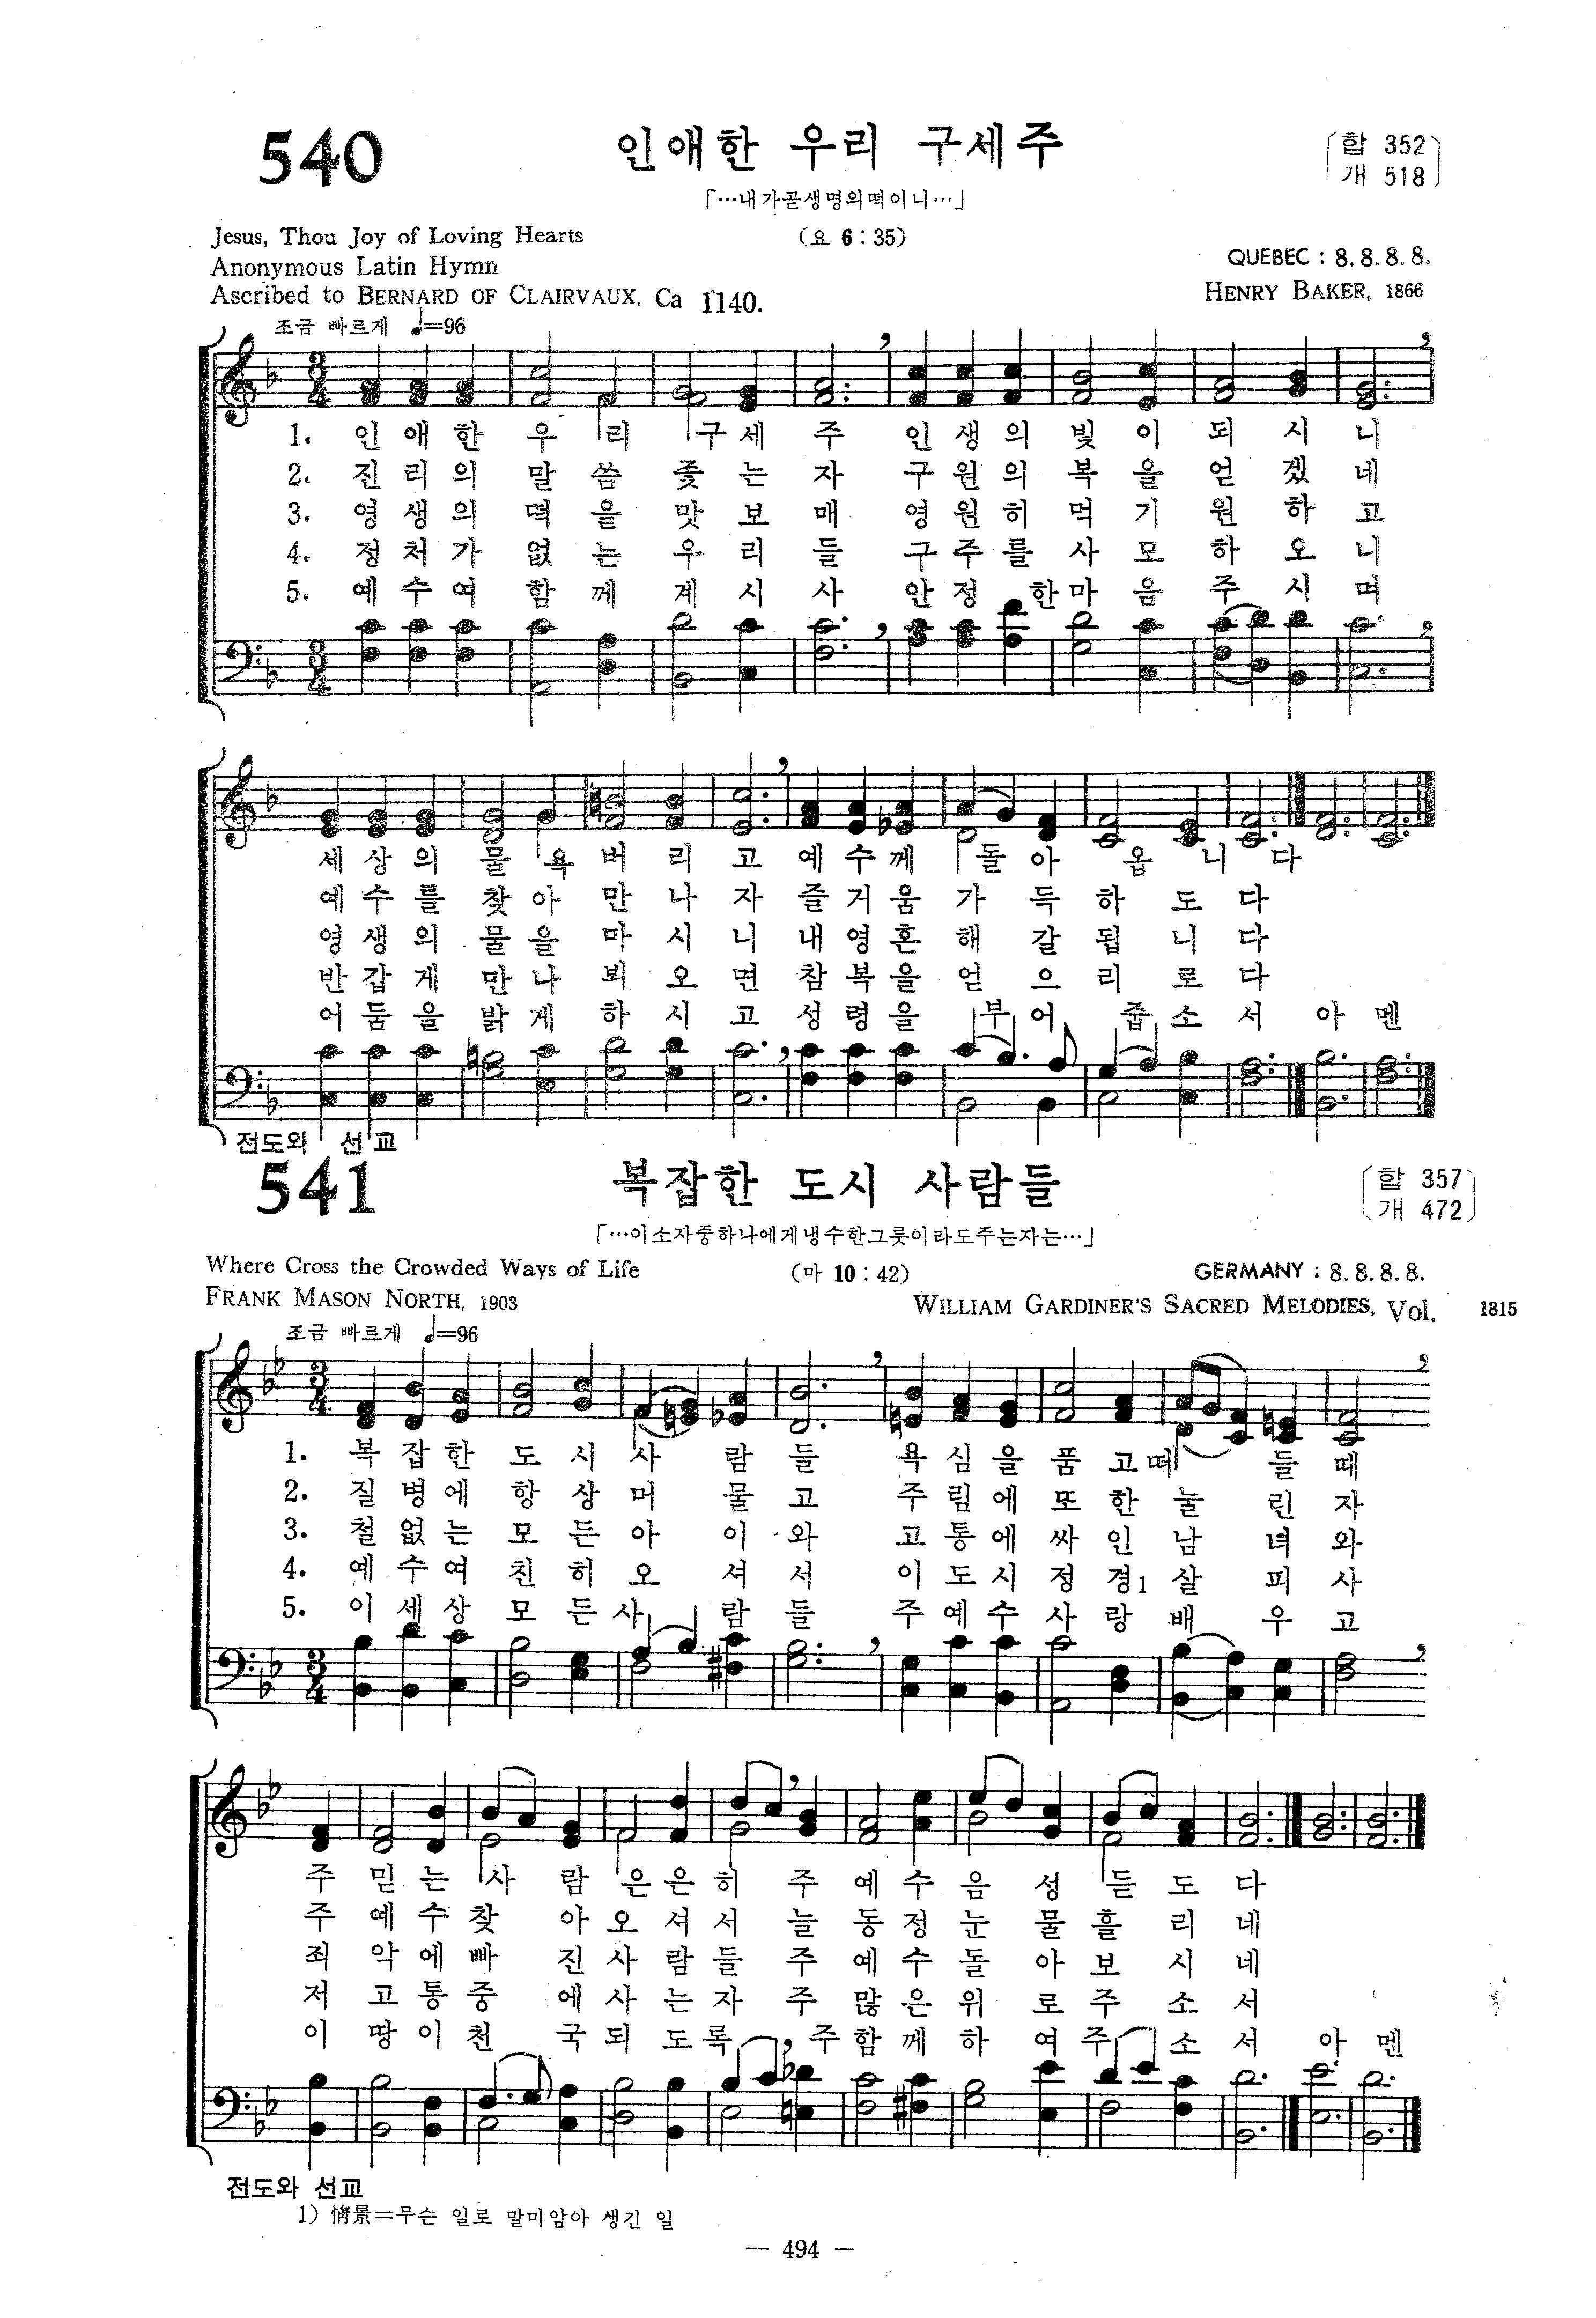 540
인애한 우리 구세주
〔합 352
개 518〕
「…내가곧생명의떡이니…」
Jesus, Thou Joy of Loving Hearts
(요 6 : 35)
Anonymous Latin Hymn
QUEBEC : 8. 8. 8. 8.
Ascribed to BERNARD OF CLAIRVAUX, Ca 1140.
HENRY BAKER, 1866
조금 빠르게 ♩=96
1. 인 애 한 우 리 구 세 주 인 생 의 빛 이 되 시 니
2. 진 리 의 말 씀 좇 는 자 구 원 의 복 을 얻 겠 네
3. 영 생 의 떡 을 맛 보 매 영 원 히 먹 기 원 하 고
4. 정 처 가 없 는 우 리 들 구 주 를 사 모 하 오 니
5. 예 수 여 함 께 계 시 사 안 정 한 마 음 주 시 며
세 상 의 물 욕 버 리 고 예 수 께 돌 아 옵 니 다
예 수 를 찾 아 만 나 자 즐 거 움 가 득 하 도 다
영 생 의 물 을 마 시 니 내 영 혼 해 갈 됩 니 다
반 갑 게 만 나 뵈 오 면 참 복 을 얻 으 리 로 다
어 둠 을 밝 게 하 시 고 성 령 을 부 어 줍 소 서 아 멘
전도와 선교
541
복잡한 도시 사람들
〔합 357
개 472〕
「…이소자중하나에게냉수한그릇이라도주는자는…」
Where Cross the Crowded Ways of Life
(마 10 : 42)
GERMANY : 8. 8. 8. 8.
FRANK MASON NORTH, 1903
WILLIAM GARDINER'S SACRED MELODIES, Vol. 1815
조금 빠르게 ♩=96
1. 복 잡 한 도 시 사 람 들 욕 심 을 품 고 떠 들 때
2. 질 병 에 항 상 머 물 고 주 림 에 또 한 눌 린 자
3. 철 없 는 모 든 아 이 와 고 통 에 싸 인 남 녀 와
4. 예 수 여 친 히 오 셔 서 이 도 시 정 경1 살 피 사
5. 이 세 상 모 든 사 람 들 주 예 수 사 랑 배 우 고
주 믿 는 사 람 은 은 히 주 예 수 음 성 듣 도 다
주 예 수 찾 아 오 셔 서 늘 동 정 눈 물 흘 리 네
죄 악 에 빠 진 사 람 들 주 예 수 돌 아 보 시 네
저 고 통 중 에 사 는 자 주 많 은 위 로 주 소 서
이 땅 이 천 국 되 도 록 주 함 께 하 여 주 소 서 아 멘
전도와 선교
1) 情景=무슨 일로 말미암아 생긴 일
— 494 —